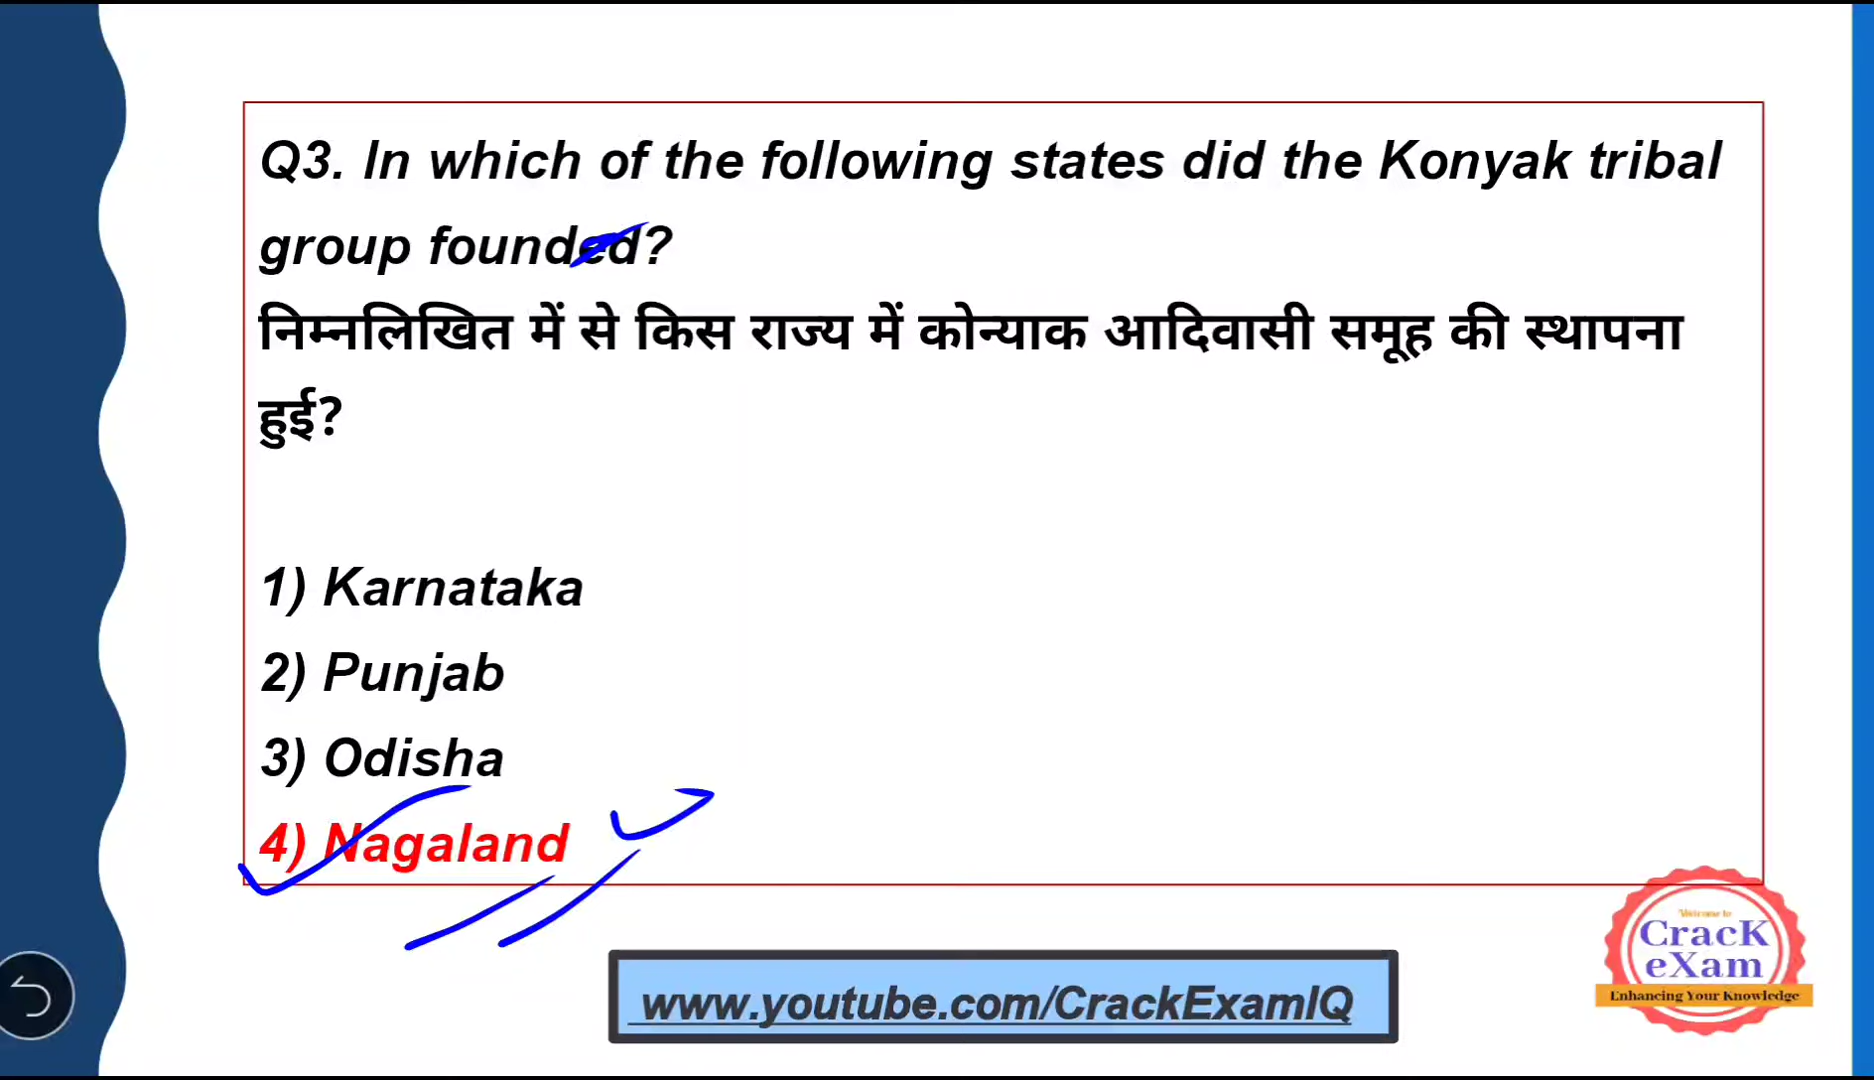 Q3. In which of the following states did the Konyak tribal
group founded?
निम्नलिखित में से किस राज्य में कोन्याक आदिवासी समूह की स्थापना
हुई?
1) Karnataka
2) Punjab
3) Odisha
4) Nagaland
www.youtube.com/CrackExamIQ
Welcome to
CracK
eXam
Enhancing Your Knowledge